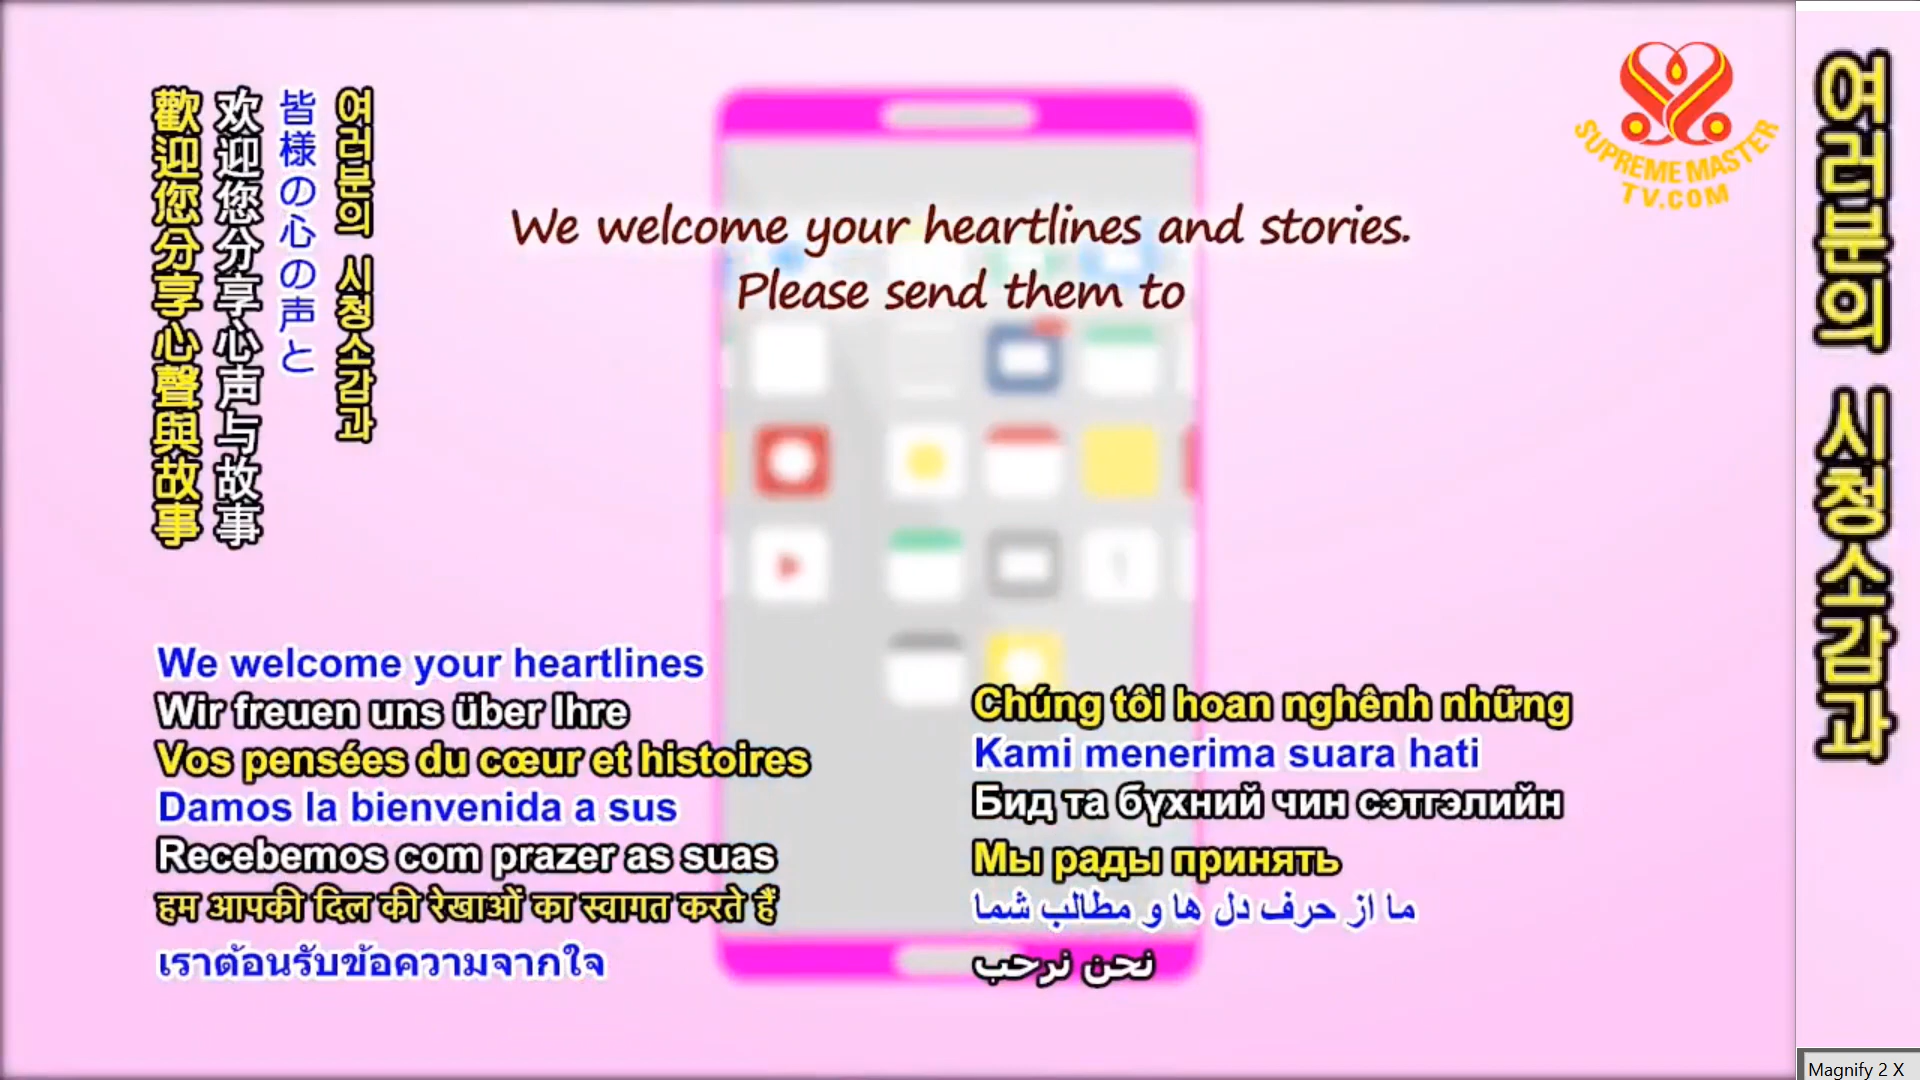 SUPREME MASTER
TV.COM
We welcome your heartlines and stories.
Please send them to
歡迎您分享心聲與故事
欢迎您分享心声与故事
皆様の心の声と
여러분의 시청소감과
We welcome your heartlines
Wir freuen uns über Ihre
Vos pensées du cœur et histoires
Damos la bienvenida a sus
Recebemos com prazer as suas
हम आपकी दिल की रेखाओं का स्वागत करते हैं
เราต้อนรับข้อความจากใจ
Chúng tôi hoan nghênh những
Kami menerima suara hati
Бид та бүхний чин сэтгэлийн
Мы рады принять
ما از حرف دل ها و مطالب شما
نحن نرحب
여러분의 시청소감과
Magnify 2 X